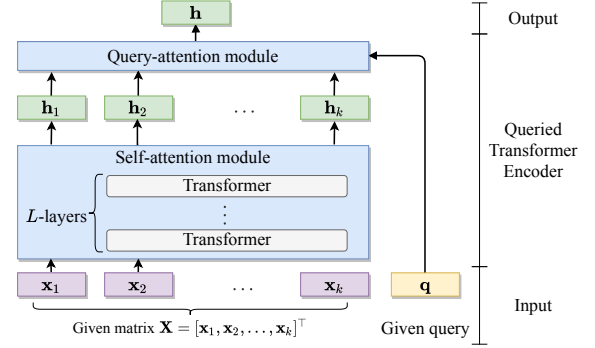 h
Output
Query-attention module
h₁ h₂ ... hₖ
Queried
Transformer
Encoder
Self-attention module
Transformer
L-layers
⋮
Transformer
x₁ x₂ ... xₖ q
Input
Given matrix X = [x₁, x₂, ..., xₖ]⊤
Given query